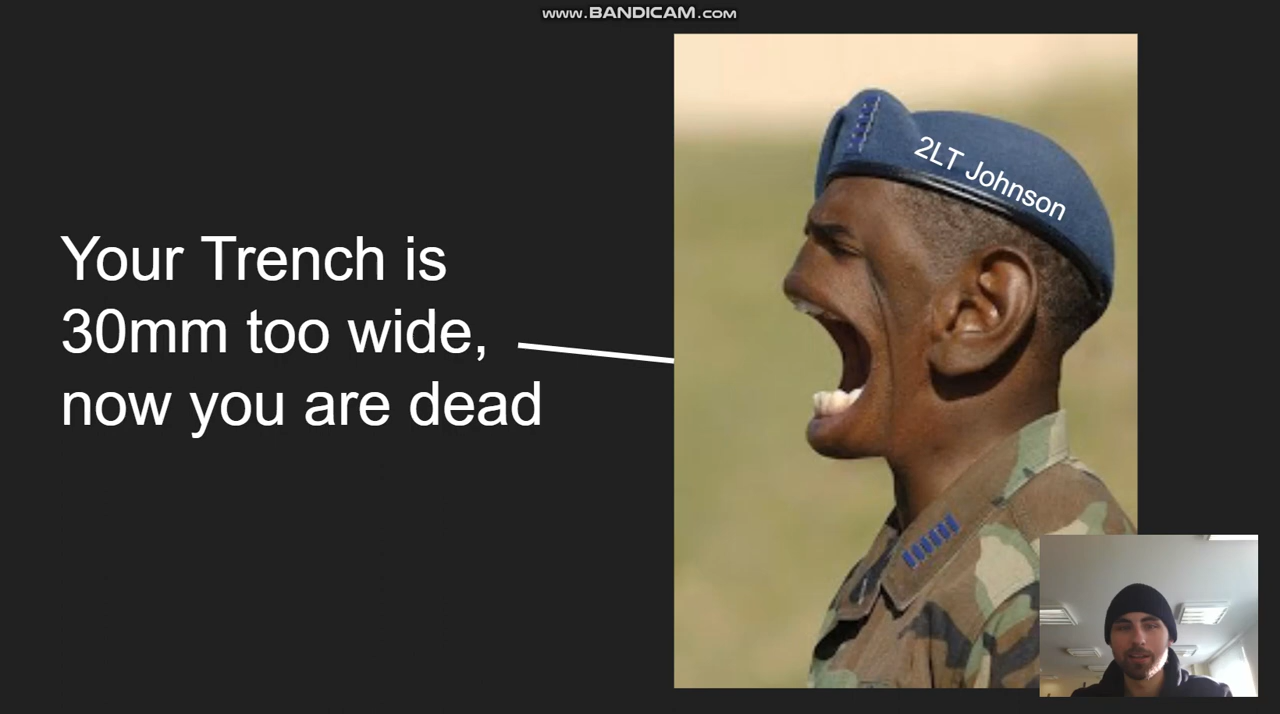 www.BANDICAM.com
2LT Johnson
Your Trench is
30mm too wide,
now you are dead